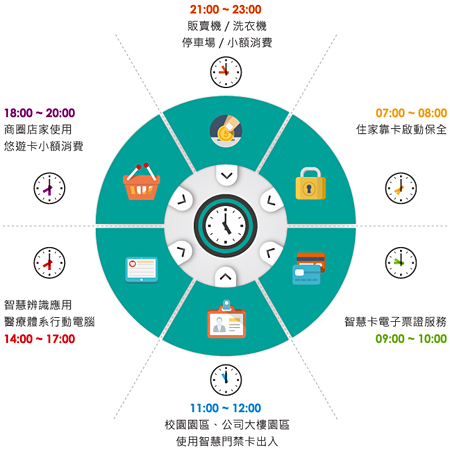 21:00 ~ 23:00
販賣機 / 洗衣機
停車場 / 小額消費
18:00 ~ 20:00
商圈店家使用
悠遊卡小額消費
07:00 ~ 08:00
住家靠卡啟動保全
智慧辨識應用
醫療體系行動電腦
14:00 ~ 17:00
智慧卡電子票證服務
09:00 ~ 10:00
11:00 ~ 12:00
校園園區、公司大樓園區
使用智慧門禁卡出入